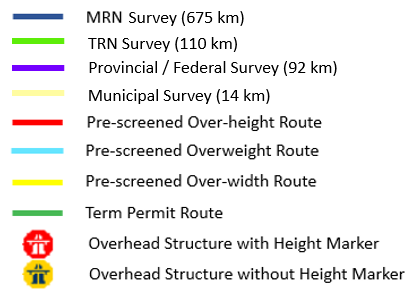 MRN Survey (675 km)
TRN Survey (110 km)
Provincial / Federal Survey (92 km)
Municipal Survey (14 km)
Pre-screened Over-height Route
Pre-screened Overweight Route
Pre-screened Over-width Route
Term Permit Route
Overhead Structure with Height Marker
Overhead Structure without Height Marker